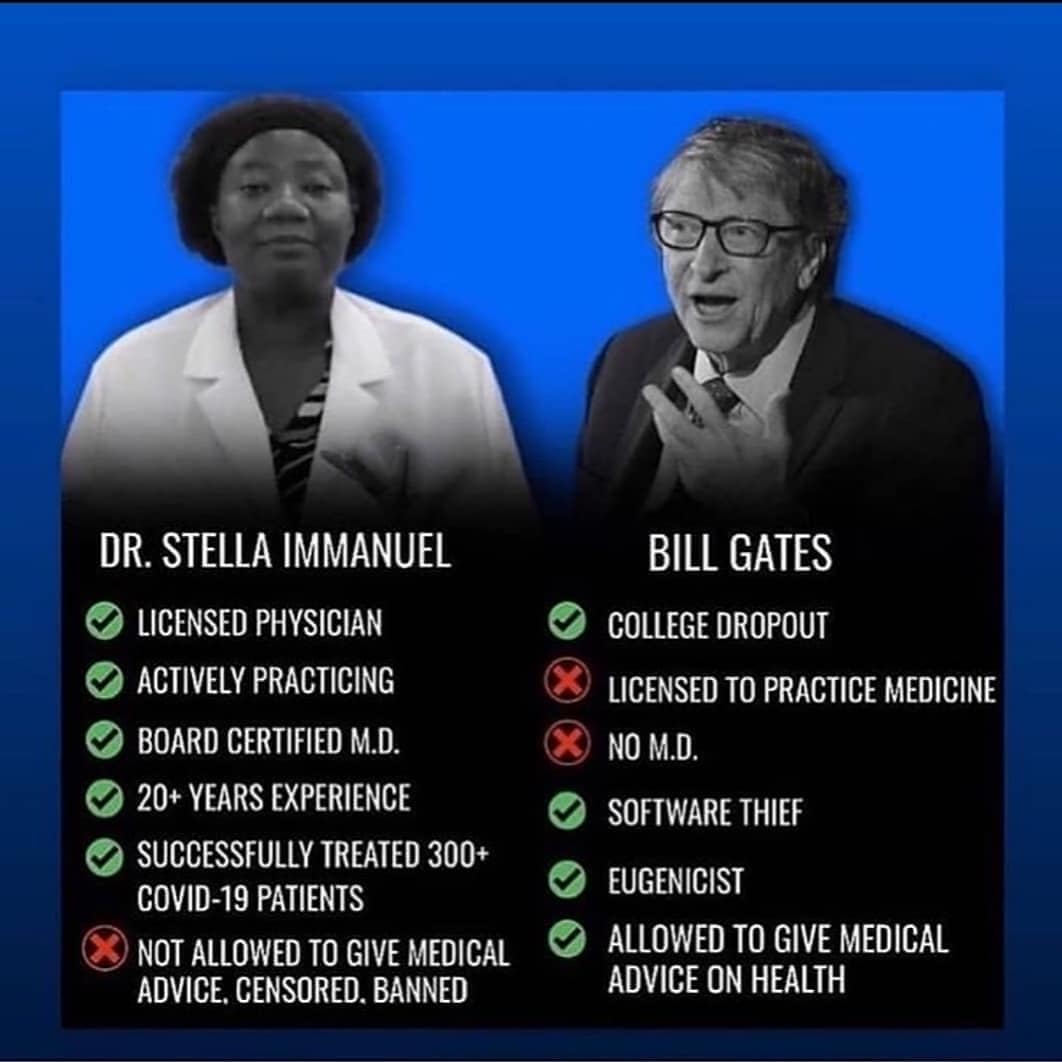 DR. STELLA IMMANUEL
LICENSED PHYSICIAN
ACTIVELY PRACTICING
BOARD CERTIFIED M.D.
20+ YEARS EXPERIENCE
SUCCESSFULLY TREATED 300+
COVID-19 PATIENTS
NOT ALLOWED TO GIVE MEDICAL
ADVICE, CENSORED, BANNED
BILL GATES
COLLEGE DROPOUT
LICENSED TO PRACTICE MEDICINE
NO M.D.
SOFTWARE THIEF
EUGENICIST
ALLOWED TO GIVE MEDICAL
ADVICE ON HEALTH